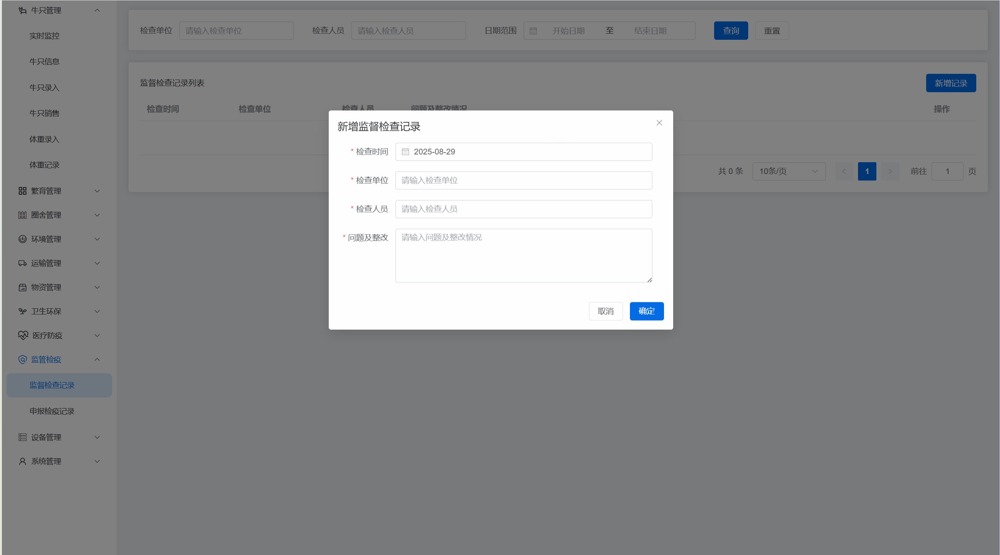 牛只管理
实时监控
牛只信息
牛只录入
牛只销售
体重录入
体重记录
繁育管理
圈舍管理
环境管理
运输管理
物资管理
卫生环保
医疗防疫
监管检疫
监督检查记录
申报检疫记录
设备管理
系统管理
检查单位 请输入检查单位 检查人员 请输入检查人员 日期范围 开始日期 至 结束日期 查询 重置
监督检查记录列表 新增记录
检查时间 检查单位 检查人员 问题及整改情况 操作
共 0 条 10条/页 1 前往 1 页
新增监督检查记录
* 检查时间 2025-08-29
* 检查单位 请输入检查单位
* 检查人员 请输入检查人员
* 问题及整改 请输入问题及整改情况
取消 确定